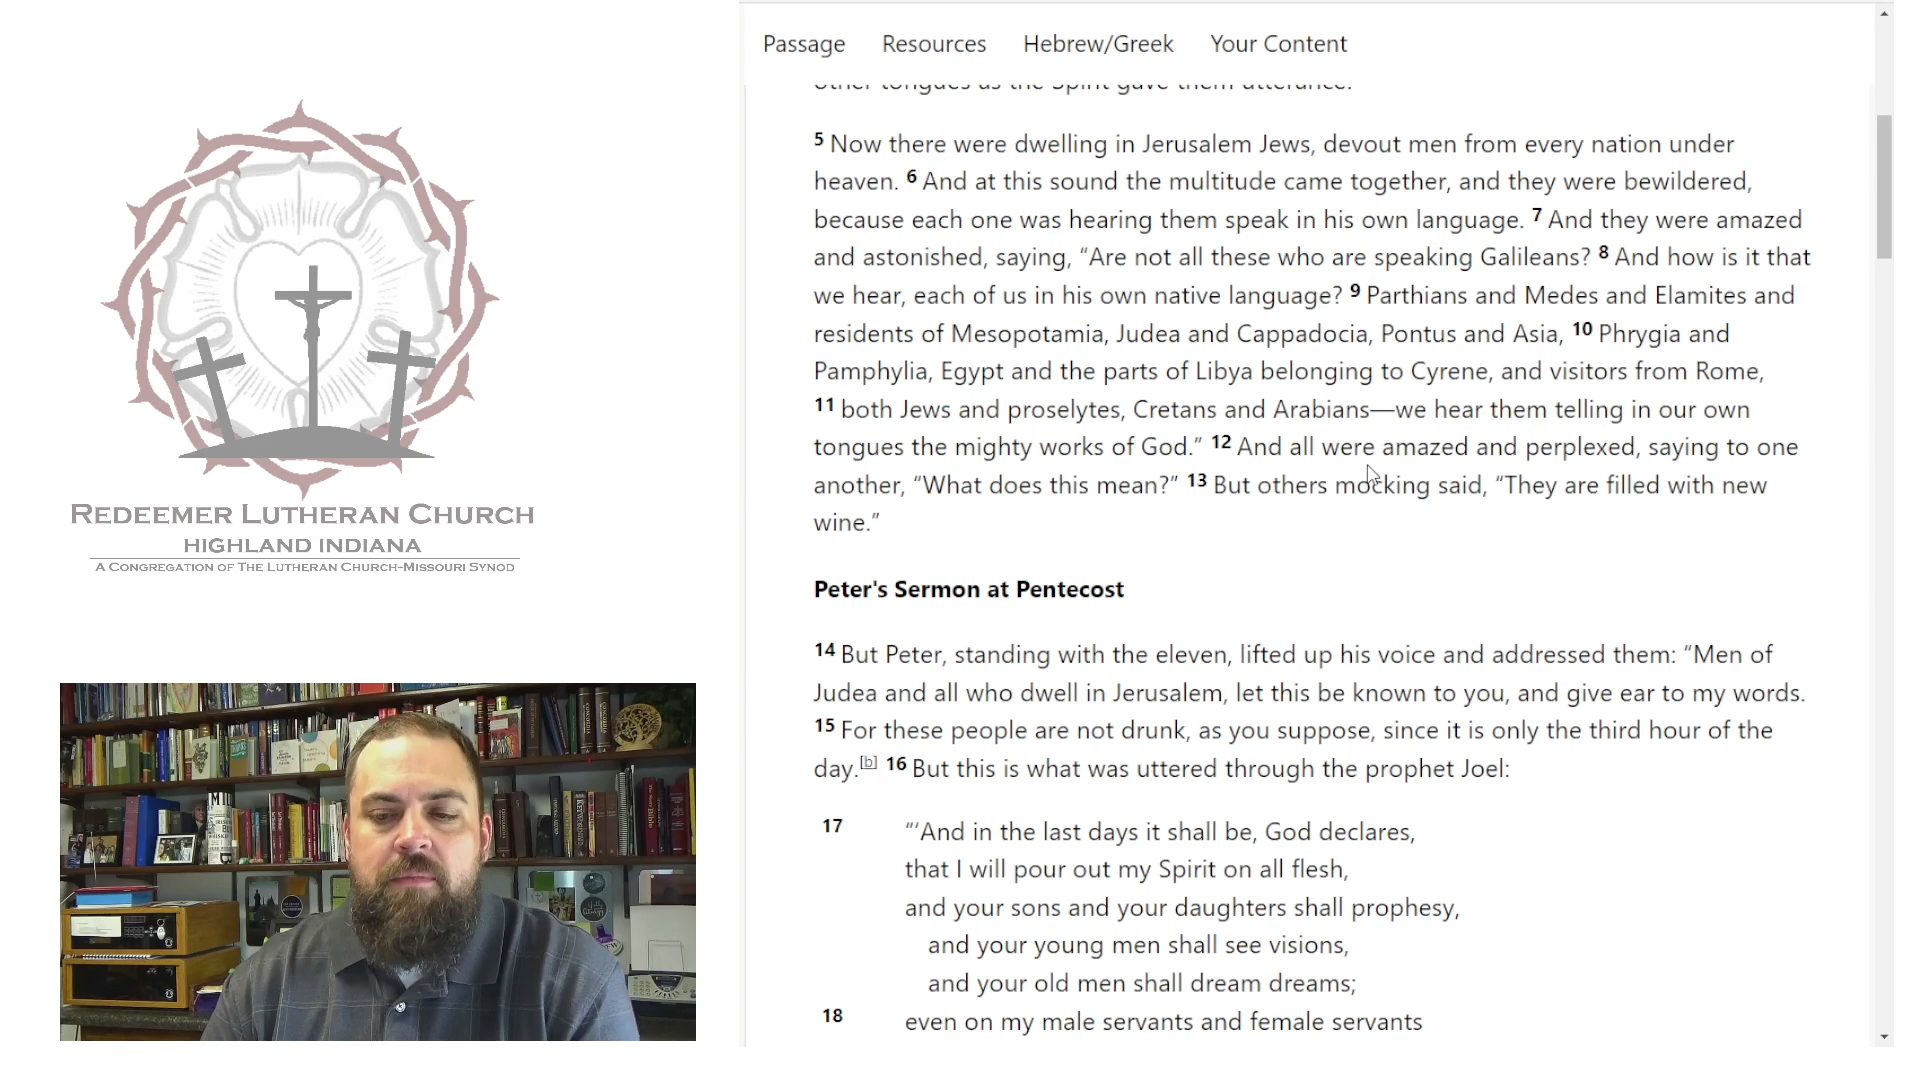 Passage Resources Hebrew/Greek Your Content
other tongues as the Spirit gave them utterance.
5 Now there were dwelling in Jerusalem Jews, devout men from every nation under
heaven. 6 And at this sound the multitude came together, and they were bewildered,
because each one was hearing them speak in his own language. 7 And they were amazed
and astonished, saying, “Are not all these who are speaking Galileans? 8 And how is it that
we hear, each of us in his own native language? 9 Parthians and Medes and Elamites and
residents of Mesopotamia, Judea and Cappadocia, Pontus and Asia, 10 Phrygia and
Pamphylia, Egypt and the parts of Libya belonging to Cyrene, and visitors from Rome,
11 both Jews and proselytes, Cretans and Arabians—we hear them telling in our own
tongues the mighty works of God.” 12 And all were amazed and perplexed, saying to one
another, “What does this mean?” 13 But others mocking said, “They are filled with new
wine.”
Peter's Sermon at Pentecost
14 But Peter, standing with the eleven, lifted up his voice and addressed them: “Men of
Judea and all who dwell in Jerusalem, let this be known to you, and give ear to my words.
15 For these people are not drunk, as you suppose, since it is only the third hour of the
day.[b] 16 But this is what was uttered through the prophet Joel:
17 “‘And in the last days it shall be, God declares,
that I will pour out my Spirit on all flesh,
and your sons and your daughters shall prophesy,
and your young men shall see visions,
and your old men shall dream dreams;
18 even on my male servants and female servants
REDEEMER LUTHERAN CHURCH
HIGHLAND INDIANA
A CONGREGATION OF THE LUTHERAN CHURCH-MISSOURI SYNOD